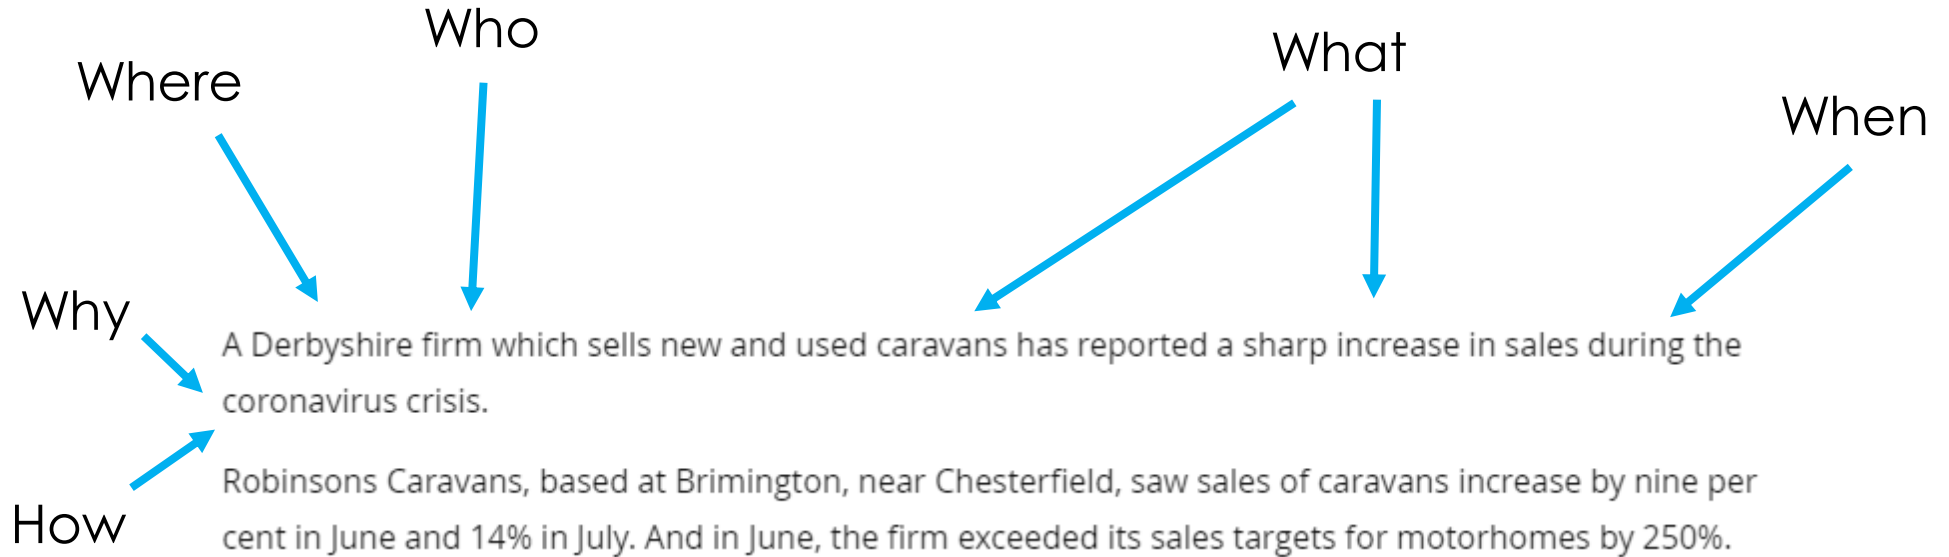 Who
What
Where
When
Why
A Derbyshire firm which sells new and used caravans has reported a sharp increase in sales during the
coronavirus crisis.
How
Robinsons Caravans, based at Brimington, near Chesterfield, saw sales of caravans increase by nine per
cent in June and 14% in July. And in June, the firm exceeded its sales targets for motorhomes by 250%.